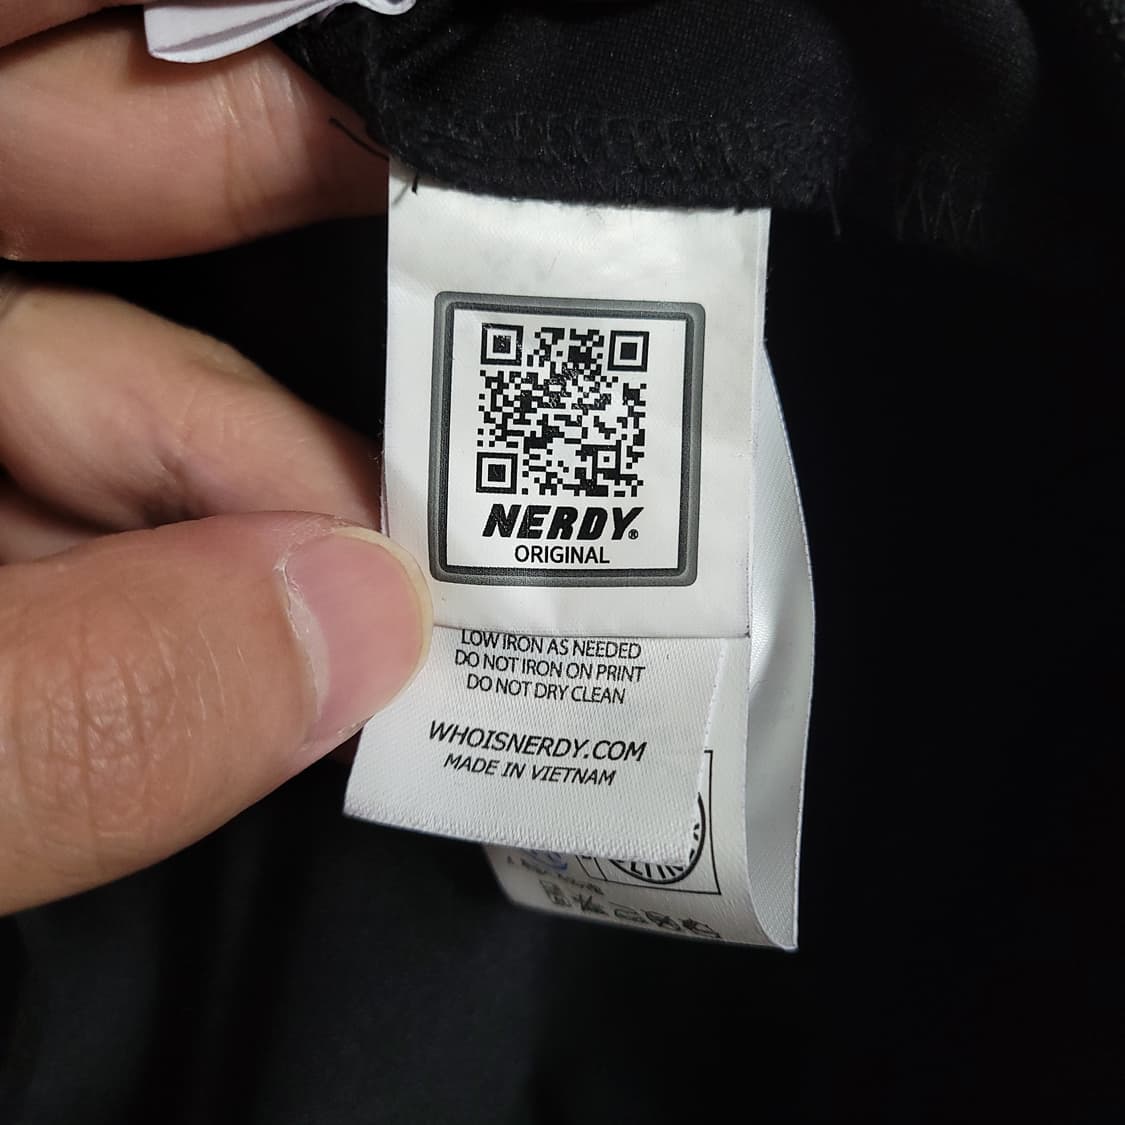 NERDY®
ORIGINAL
LOW IRON AS NEEDED
DO NOT IRON ON PRINT
DO NOT DRY CLEAN
WHOISNERDY.COM
MADE IN VIETNAM